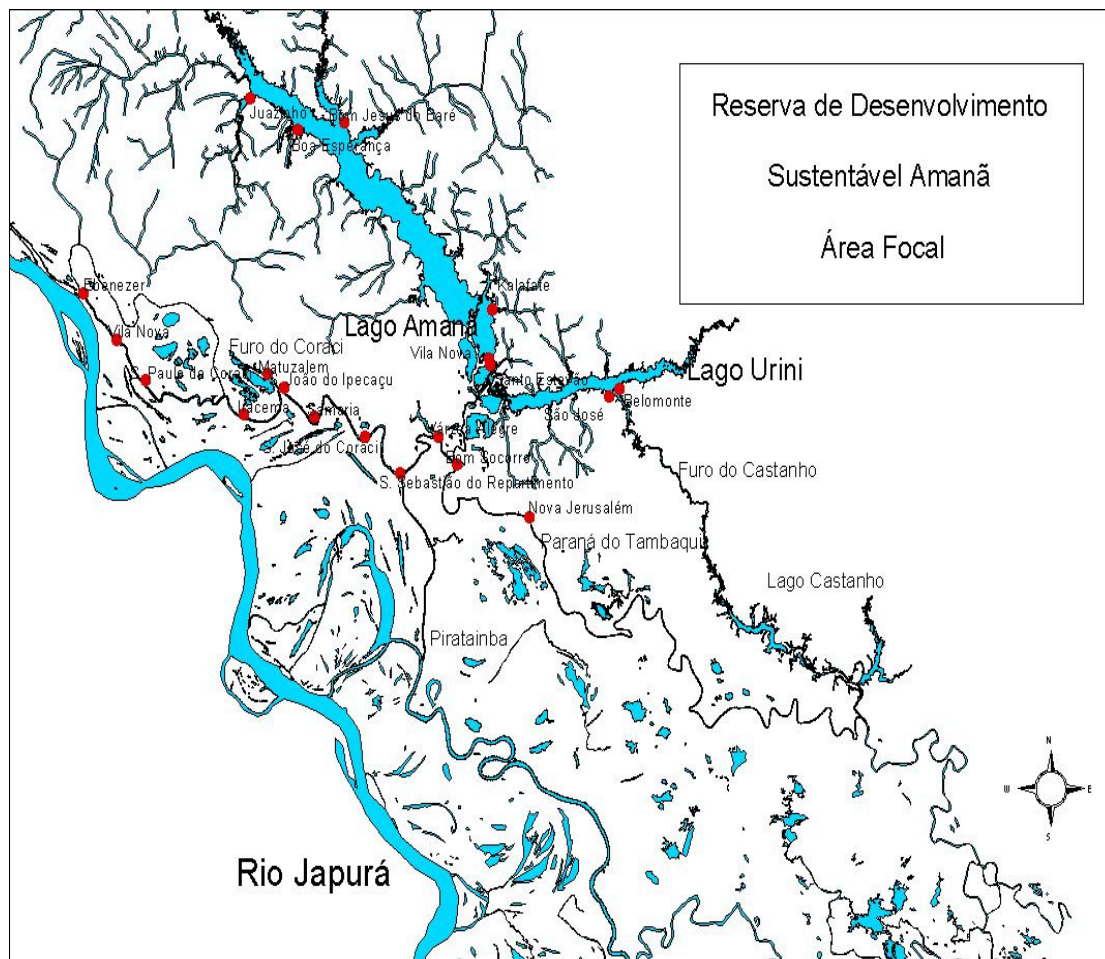 Reserva de Desenvolvimento
Sustentável Amanã
Área Focal
Juazinho
Bom Jesus do Baré
Boa Esperança
Ebenezer
Kalafate
Vila Nova
Lago Amanã
Furo do Coraci
Vila Nova
Matuzalem
S. Paulo do Coraci
João do Ipecaçu
Santo Estevão
Lago Urini
São José
Belomonte
Iracema
Samaria
S. José do Coraci
Várzea Alegre
Bom Socorro
Furo do Castanho
S. Sebastião do Repartimento
Nova Jerusalém
Paraná do Tambaqui
Lago Castanho
Piratainba
Rio Japurá
N
W
E
S